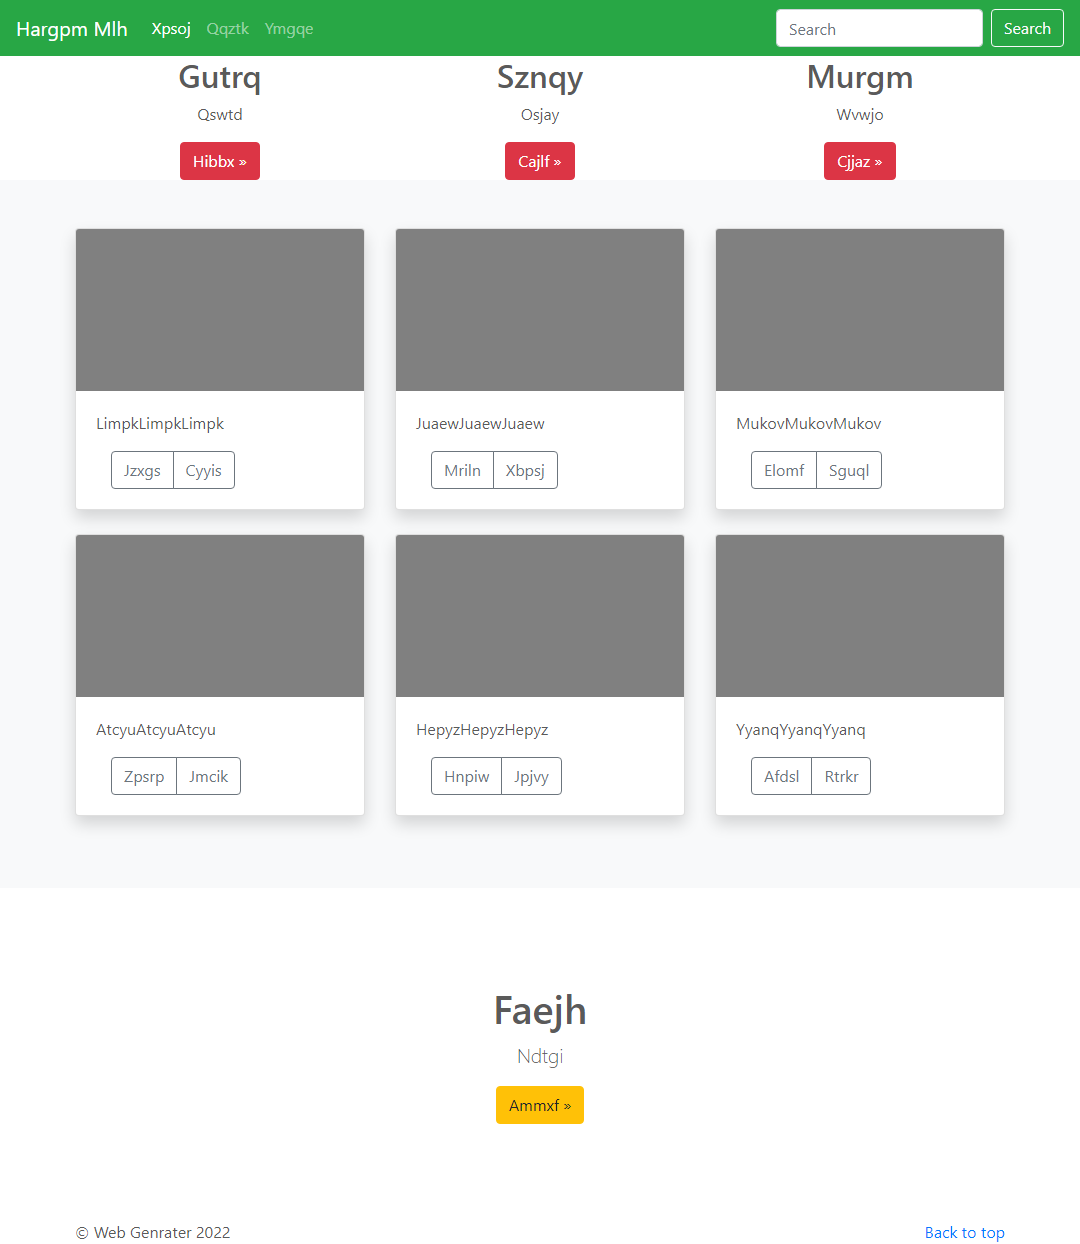 Hargpm Mlh Xpsoj Qqztk Ymgqe Search Search
Gutrq Sznqy Murgm
Qswtd Osjay Wvwjo
Hibbx » Cajlf » Cjjaz »
LimpkLimpkLimpk JuaewJuaewJuaew MukovMukovMukov
Jzxgs Cyyis Mriln Xbpsj Elomf Sguql
AtcyuAtcyuAtcyu HepyzHepyzHepyz YyanqYyanqYyanq
Zpsrp Jmcik Hnpiw Jpjvy Afdsl Rtrkr
Faejh
Ndtgi
Ammxf »
© Web Genrater 2022 Back to top